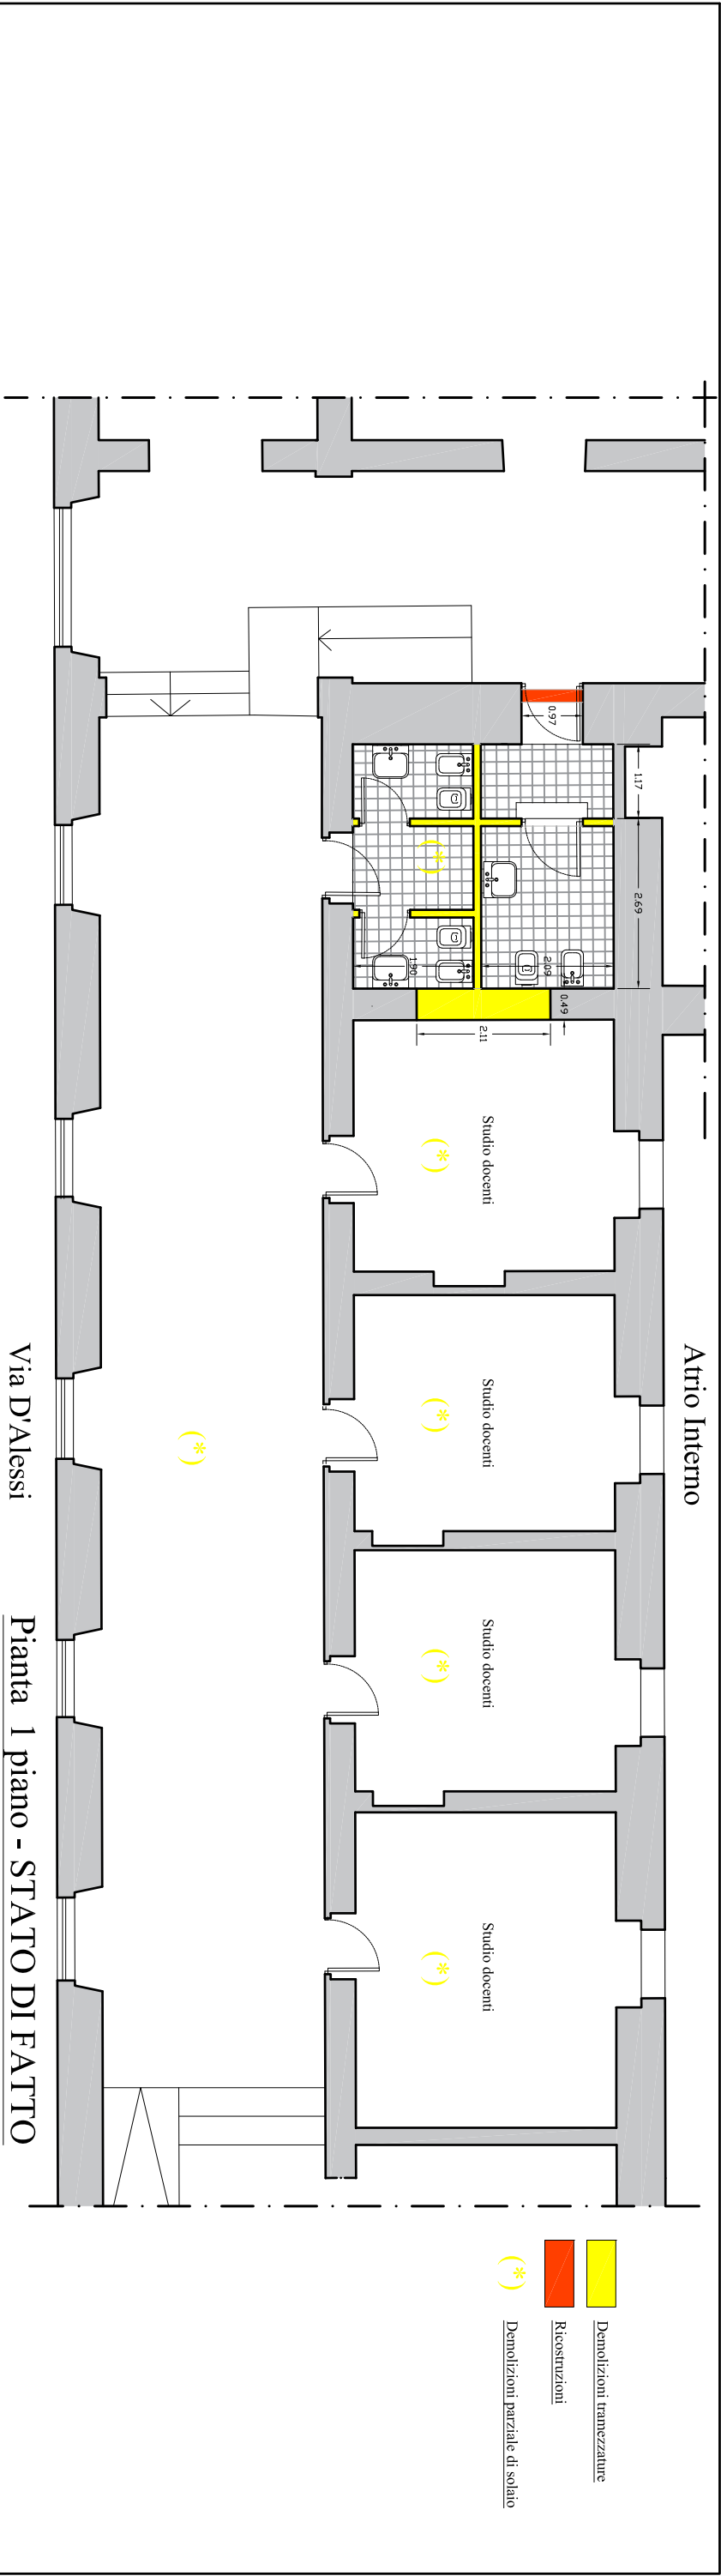 Atrio Interno
0.97
1.17
2.69
2.09
1.90
0.49
2.11
(*)
Studio docenti
(*)
Studio docenti
(*)
Studio docenti
(*)
Studio docenti
(*)
(*)
Via D'Alessi
Pianta 1 piano - STATO DI FATTO
Demolizioni tramezzature
Ricostruzioni
(*) Demolizioni parziale di solaio